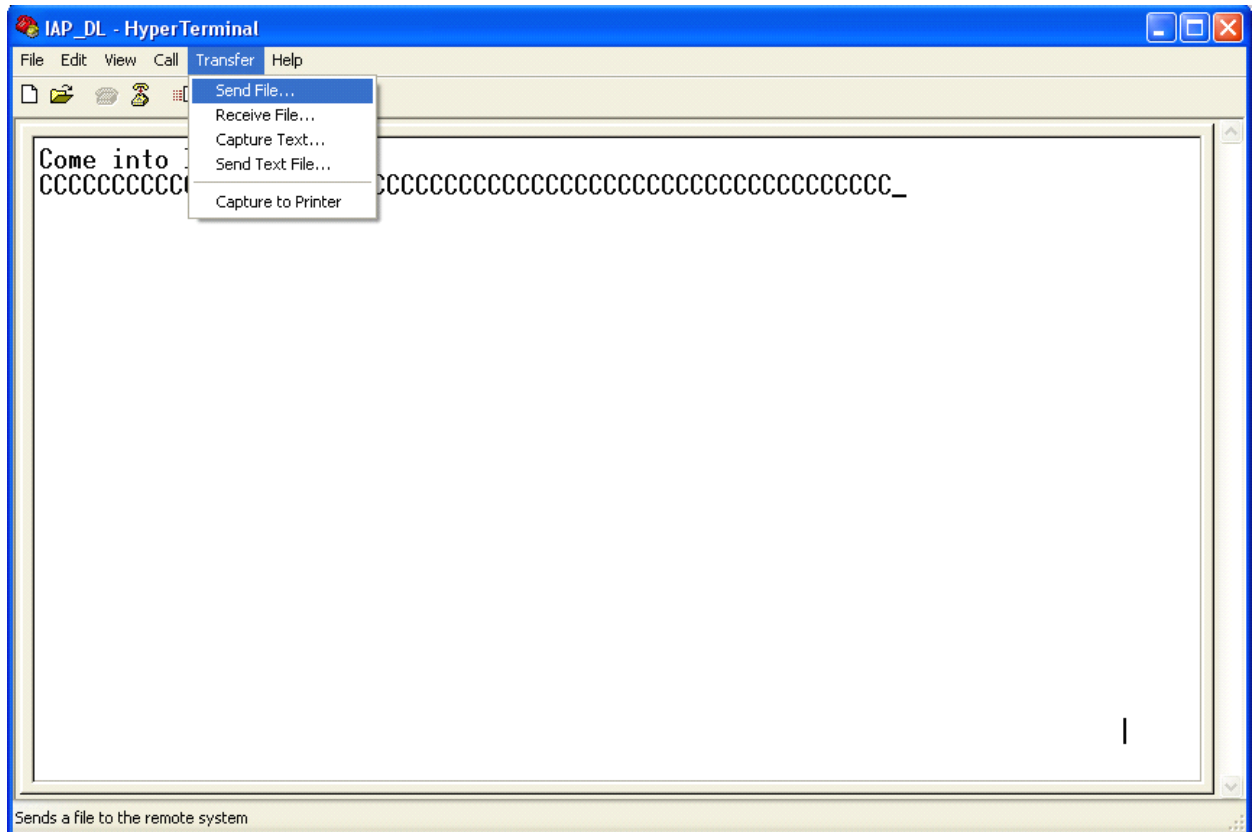 IAP_DL - HyperTerminal
File Edit View Call Transfer Help
Send File...
Receive File...
Capture Text...
Send Text File...
Capture to Printer
Come into
CCCCCCCCCC CCCCCCCCCCCCCCCCCCCCCCCCCCCCCCCCCCCC_
Sends a file to the remote system